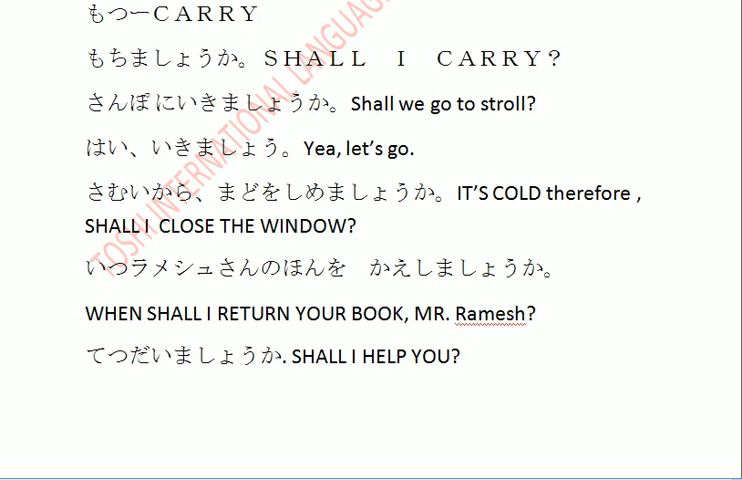 もつーＣＡＲＲＹ
もちましょうか。ＳＨＡＬＬ　Ｉ　ＣＡＲＲＹ？
さんぽにいきましょうか。Shall we go to stroll?
はい、いきましょう。Yea, let's go.
さむいから、まどをしめましょうか。IT'S COLD therefore ,
SHALL I CLOSE THE WINDOW?
いつラメシュさんのほんを　かえしましょうか。
WHEN SHALL I RETURN YOUR BOOK, MR. Ramesh?
てつだいましょうか. SHALL I HELP YOU?
TOSHI INTERNATIONAL LANGUAGE